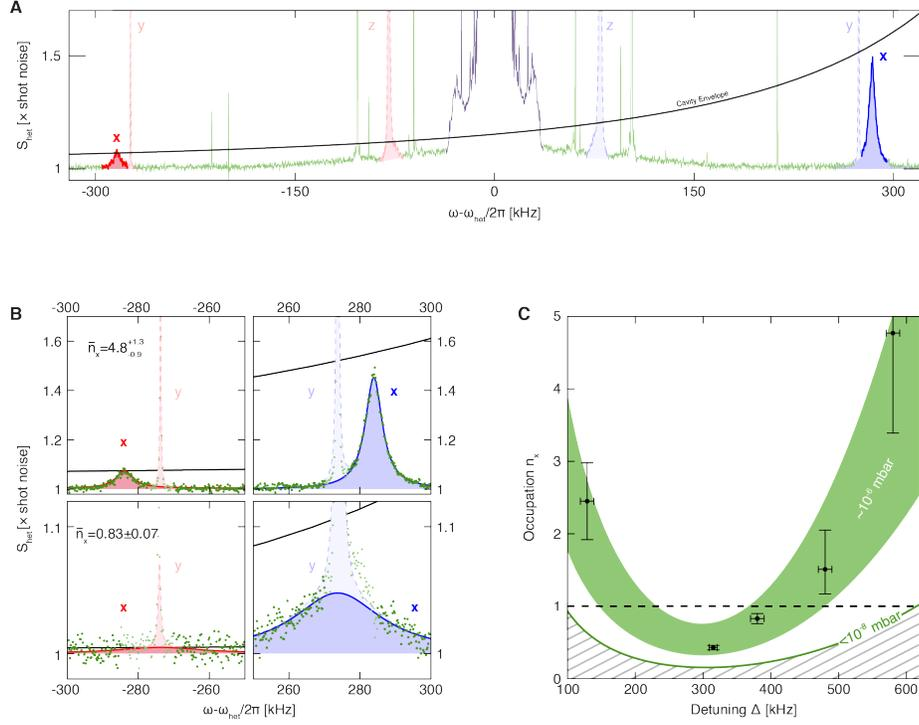 A
S_het [x shot noise]
1.5
1
y
x
z
z
y
x
Cavity Envelope
-300
-150
0
150
300
ω-ω_het/2π [kHz]
B
-300
-280
-260
260
280
300
S_het [x shot noise]
1.6
1.4
1.2
1
n̄_x=4.8 +1.3 -0.9
x
y
y
x
1.6
1.4
1.2
1
1.1
1
n̄_x=0.83±0.07
x
y
y
x
1.1
1
-300
-280
-260
260
280
300
ω-ω_het/2π [kHz]
C
Occupation n_x
5
4
3
2
1
0
~10⁻⁶ mbar
<10⁻⁸ mbar
100
200
300
400
500
600
Detuning Δ [kHz]